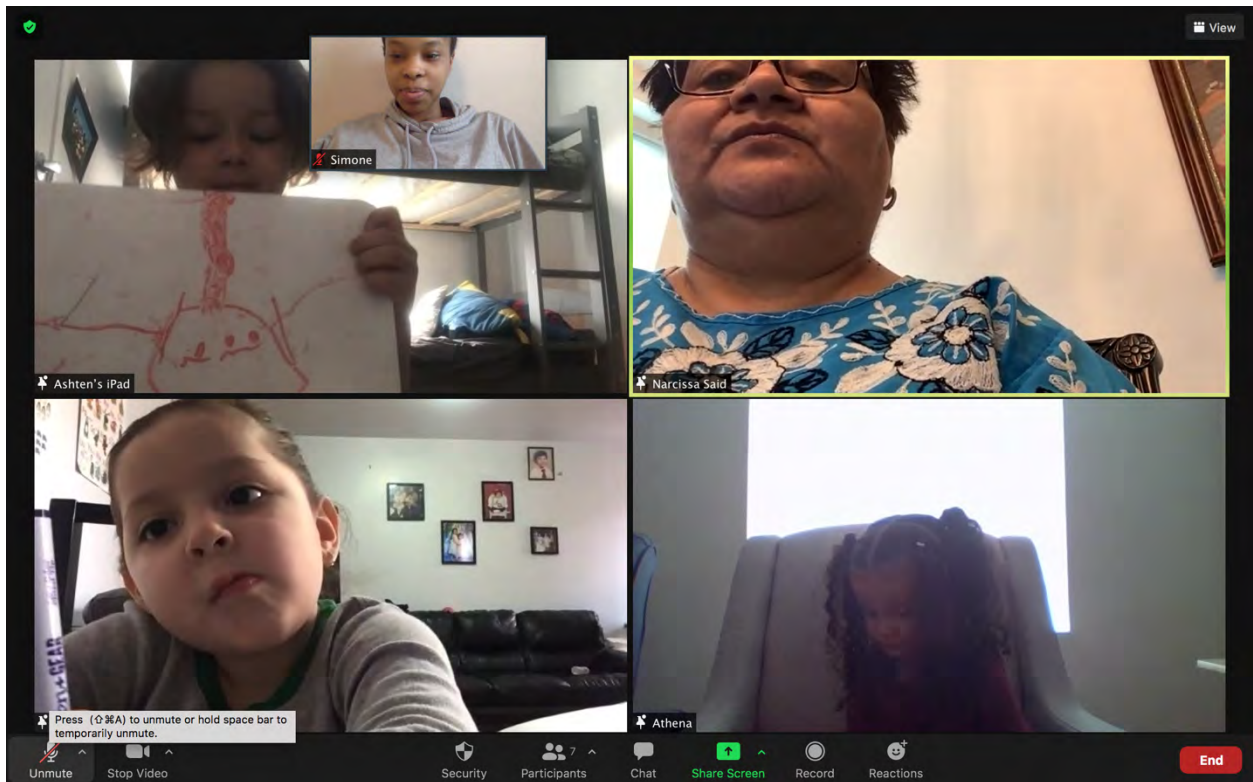 View
Simone
Ashten's iPad
Narcissa Said
Athena
GEAR
Press (⇧⌘A) to unmute or hold space bar to
temporarily unmute.
Unmute
Stop Video
Security
Participants
7
Chat
Share Screen
Record
Reactions
End